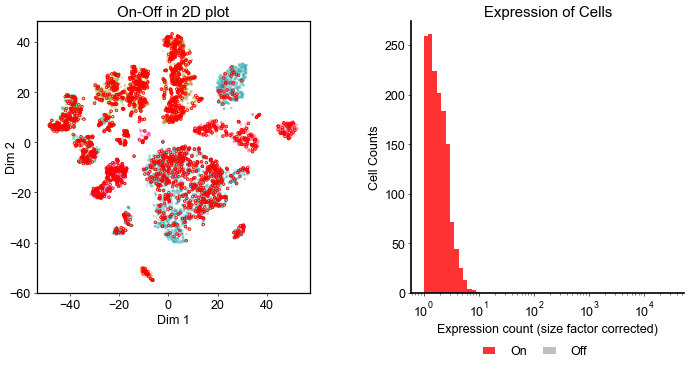 On-Off in 2D plot
40
20
0
−20
−40
−60
−40 −20 0 20 40
Dim 1
Dim 2
Expression of Cells
250
200
150
100
50
0
10^0 10^1 10^2 10^3 10^4
Expression count (size factor corrected)
Cell Counts
On Off